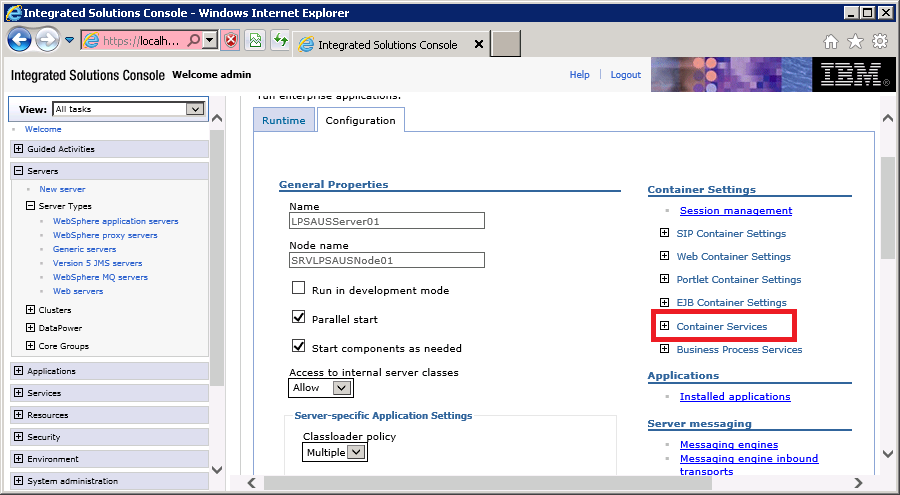 Integrated Solutions Console - Windows Internet Explorer
https://localh...
Integrated Solutions Console
Integrated Solutions Console Welcome admin
Help
Logout
IBM
View: All tasks
Welcome
Guided Activities
Servers
New server
Server Types
WebSphere application servers
WebSphere proxy servers
Generic servers
Version 5 JMS servers
WebSphere MQ servers
Web servers
Clusters
DataPower
Core Groups
Applications
Services
Resources
Security
Environment
System administration
run enterprise applications.
Runtime
Configuration
General Properties
Name
LPSAUSServer01
Node name
SRVLPSAUSNode01
Run in development mode
Parallel start
Start components as needed
Access to internal server classes
Allow
Server-specific Application Settings
Classloader policy
Multiple
Container Settings
Session management
SIP Container Settings
Web Container Settings
Portlet Container Settings
EJB Container Settings
Container Services
Business Process Services
Applications
Installed applications
Server messaging
Messaging engines
Messaging engine inbound
transports